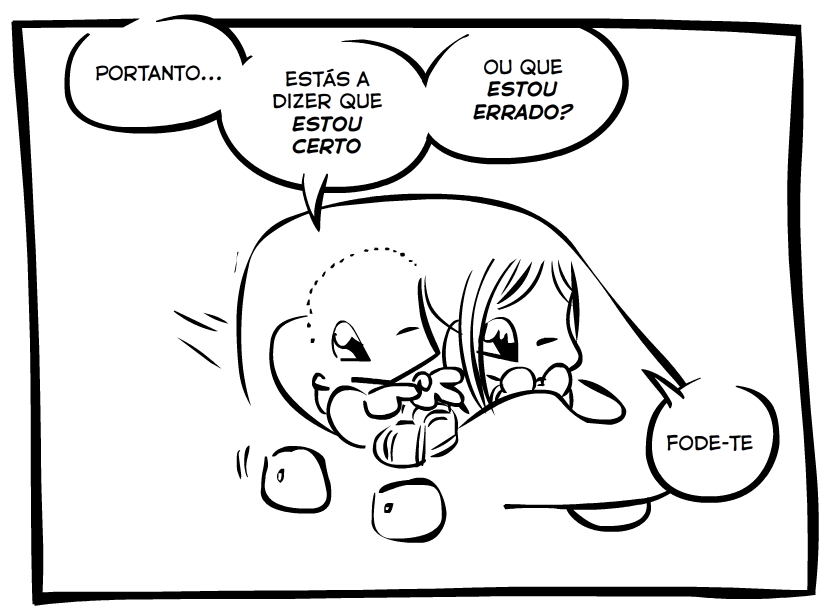 PORTANTO...
ESTÁS A
DIZER QUE
ESTOU
CERTO
OU QUE
ESTOU
ERRADO?
FODE-TE